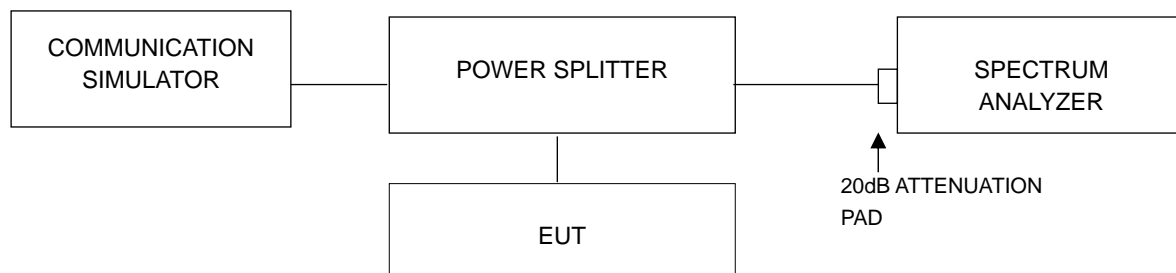 COMMUNICATION
SIMULATOR
POWER SPLITTER
SPECTRUM
ANALYZER
20dB ATTENUATION
PAD
EUT